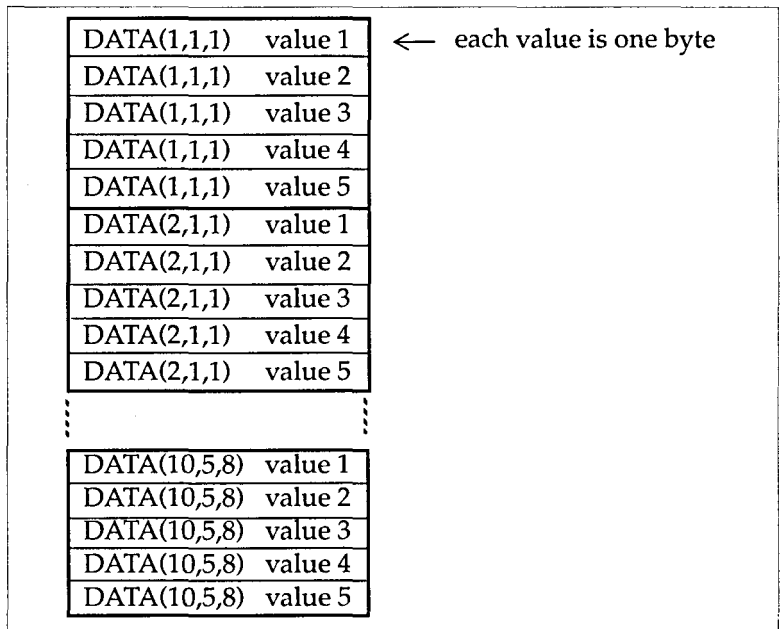 DATA(1,1,1) value 1 ← each value is one byte
DATA(1,1,1) value 2
DATA(1,1,1) value 3
DATA(1,1,1) value 4
DATA(1,1,1) value 5
DATA(2,1,1) value 1
DATA(2,1,1) value 2
DATA(2,1,1) value 3
DATA(2,1,1) value 4
DATA(2,1,1) value 5
DATA(10,5,8) value 1
DATA(10,5,8) value 2
DATA(10,5,8) value 3
DATA(10,5,8) value 4
DATA(10,5,8) value 5